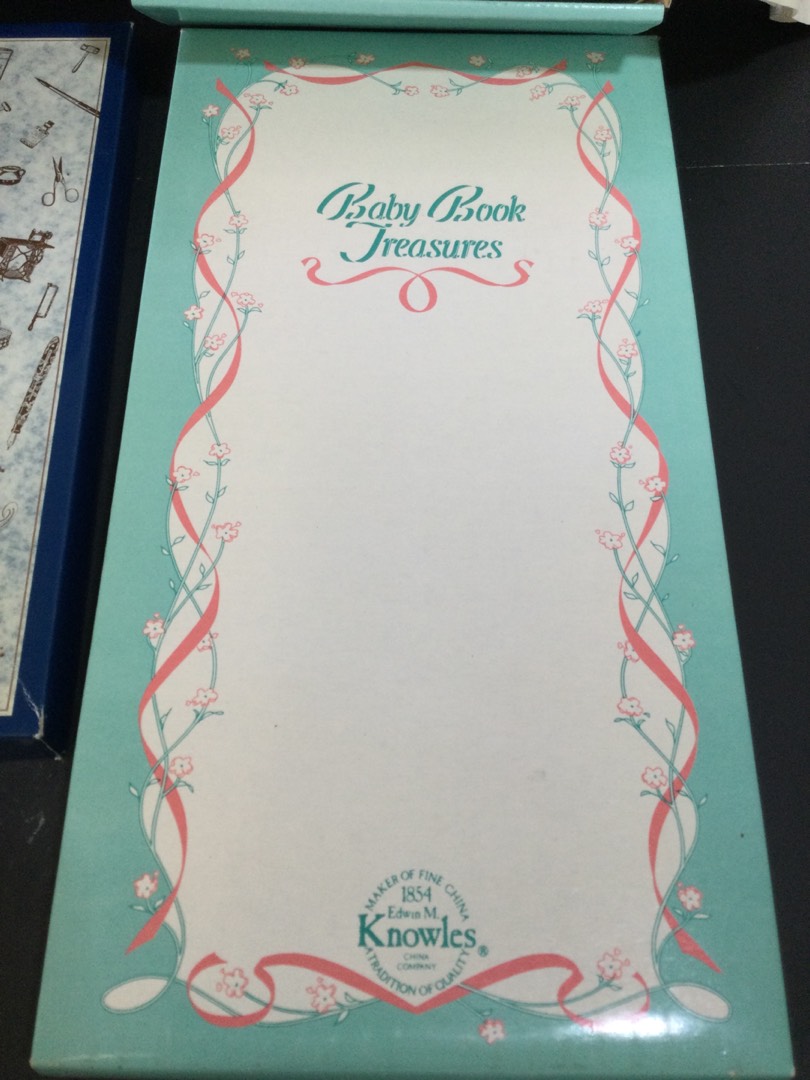 Baby Book
Treasures
MAKER OF FINE CHINA
1854
Edwin M.
Knowles®
CHINA
COMPANY
A TRADITION OF QUALITY